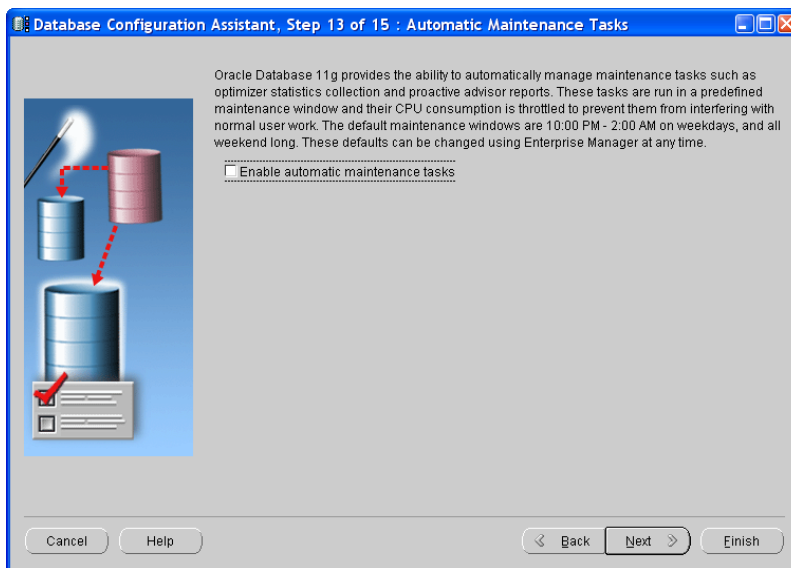 Database Configuration Assistant, Step 13 of 15 : Automatic Maintenance Tasks
Oracle Database 11g provides the ability to automatically manage maintenance tasks such as
optimizer statistics collection and proactive advisor reports. These tasks are run in a predefined
maintenance window and their CPU consumption is throttled to prevent them from interfering with
normal user work. The default maintenance windows are 10:00 PM - 2:00 AM on weekdays, and all
weekend long. These defaults can be changed using Enterprise Manager at any time.
Enable automatic maintenance tasks
Cancel Help Back Next Finish